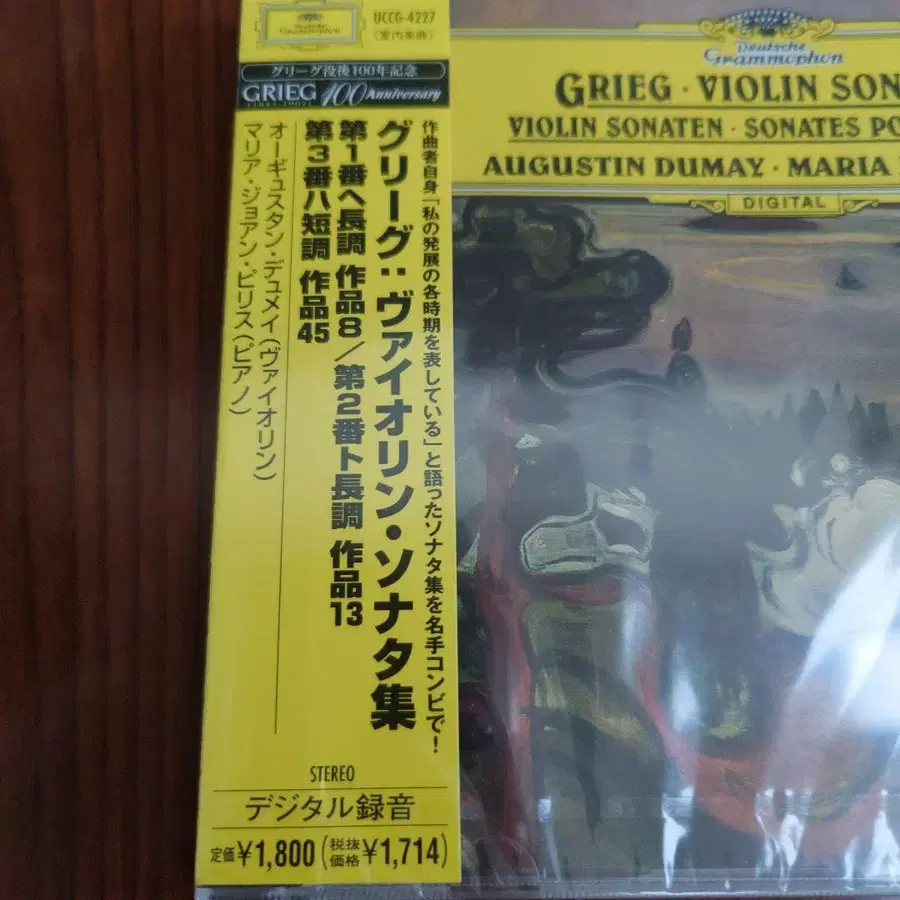 Deutsche
Grammophon
UCCG-4227
(室内楽曲)
グリーグ没後100年記念
GRIEG 100 Anniversary
作曲者自身「私の発展の各時期を表している」と語ったソナタ集を名手コンビで!
グリーグ:ヴァイオリン・ソナタ集
第1番ヘ長調 作品8/第2番ト長調 作品13
第3番ハ短調 作品45
オーギュスタン・デュメイ(ヴァイオリン)
マリア・ジョアン・ピリス(ピアノ)
STEREO
デジタル録音
定価¥1,800(税抜価格¥1,714)
Deutsche
Grammophon
GRIEG · VIOLIN SON
VIOLIN SONATEN · SONATES PO
AUGUSTIN DUMAY · MARIA
DIGITAL